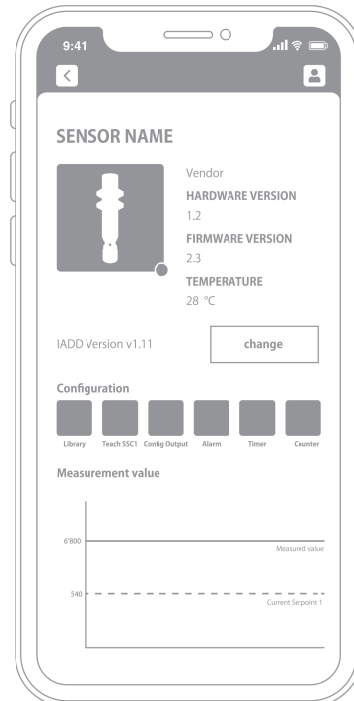 9:41
SENSOR NAME
Vendor
HARDWARE VERSION
1.2
FIRMWARE VERSION
2.3
TEMPERATURE
28 °C
IADD Version v1.11
change
Configuration
Library Teach SSC1 Config Output Alarm Timer Counter
Measurement value
6'800
Measured value
540
Current Serpoint 1